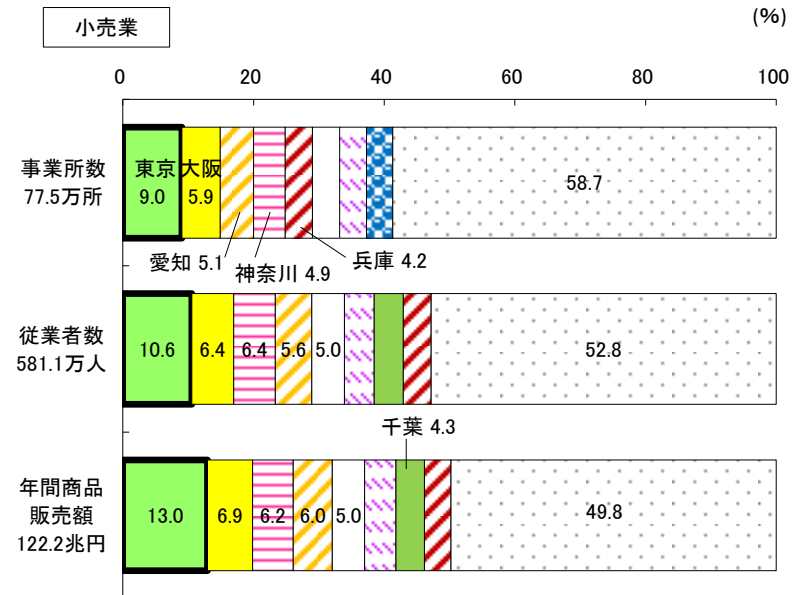 小売業
(%)
0 20 40 60 80 100
事業所数
77.5万所
東京 大阪
9.0 5.9 58.7
愛知 5.1 神奈川 4.9 兵庫 4.2
従業者数
581.1万人
10.6 6.4 6.4 5.6 5.0 52.8
千葉 4.3
年間商品
販売額
122.2兆円
13.0 6.9 6.2 6.0 5.0 49.8